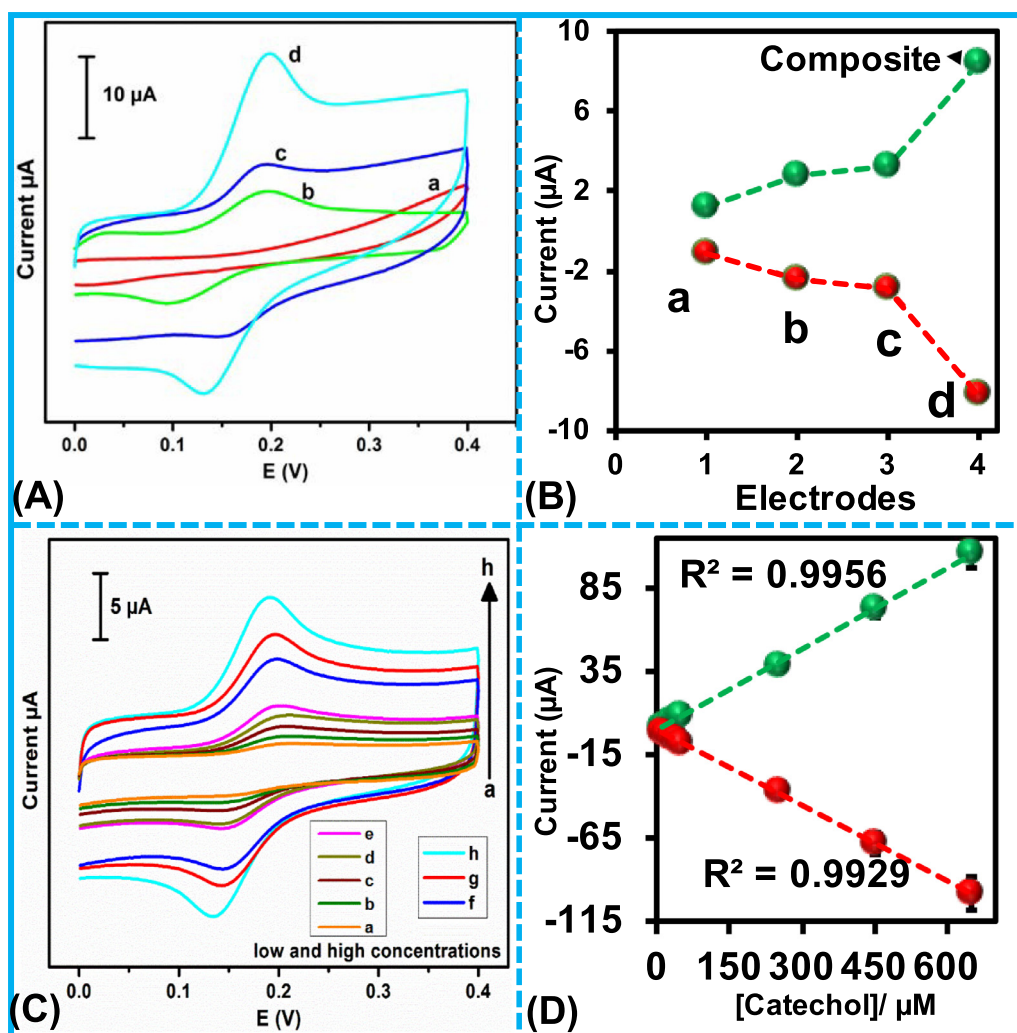 10 µA
d
c
b
a
Current µA
0.0 0.1 0.2 0.3 0.4
E (V)
(A)
10
6
2
-2
-6
-10
Current (µA)
Composite
a
b
c
d
0 1 2 3 4
Electrodes
(B)
5 µA
h
a
Current µA
e
d
c
b
a
h
g
f
low and high concentrations
0.0 0.1 0.2 0.3 0.4
E (V)
(C)
R² = 0.9956
85
35
-15
-65
-115
Current (µA)
R² = 0.9929
0 150 300 450 600
[Catechol]/ µM
(D)